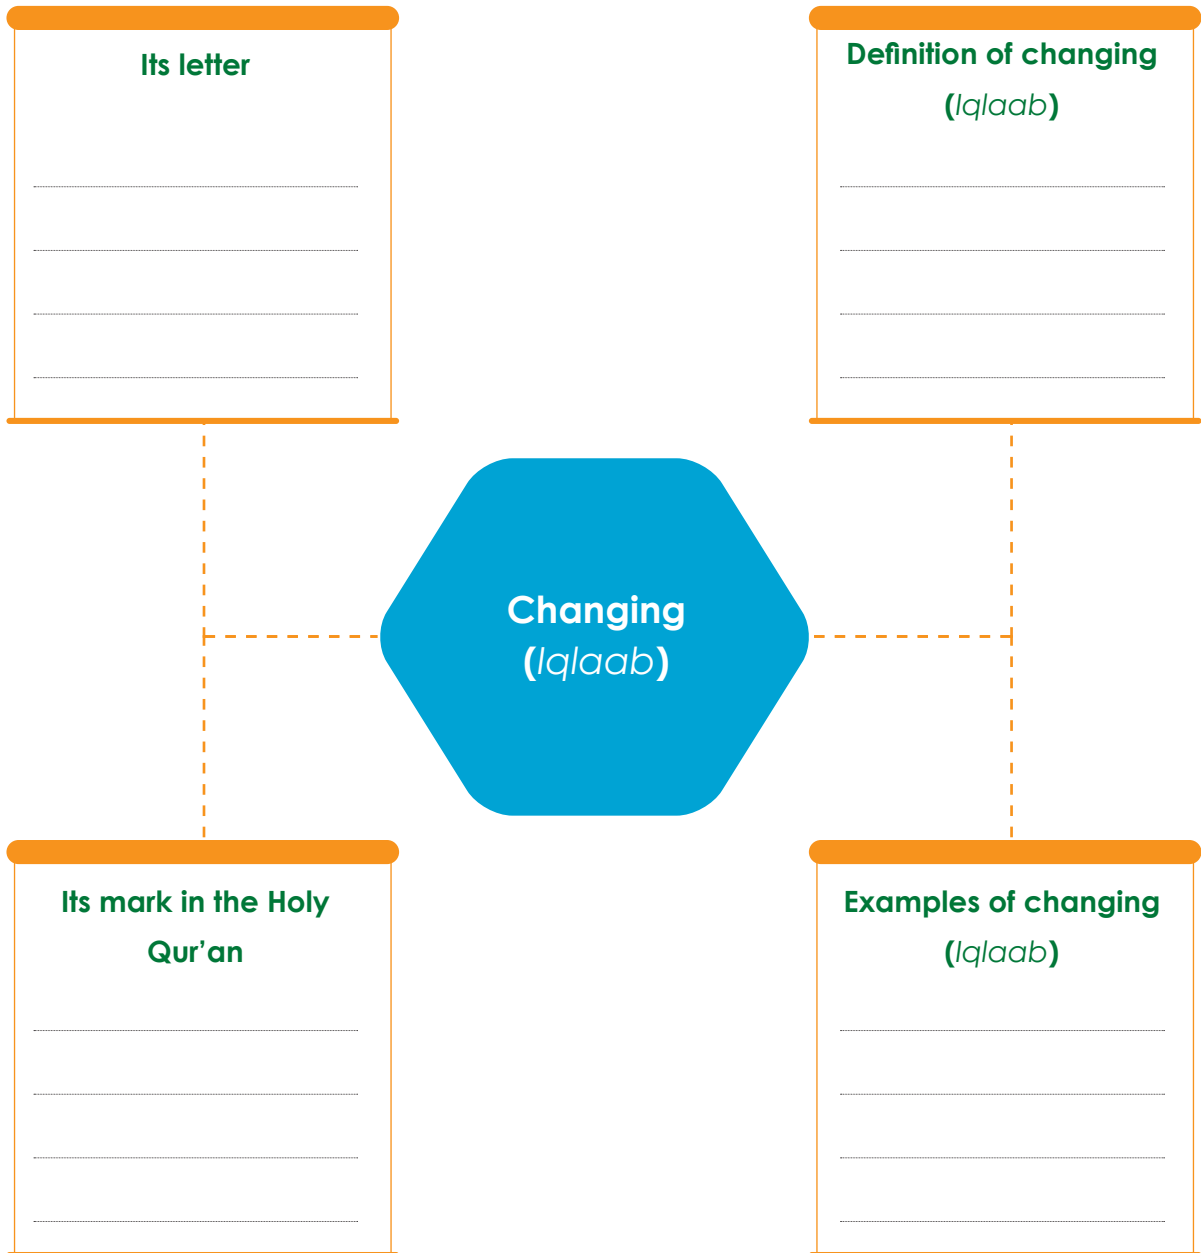 Its letter
Definition of changing
(Iqlaab)
Changing
(Iqlaab)
Its mark in the Holy
Qur’an
Examples of changing
(Iqlaab)